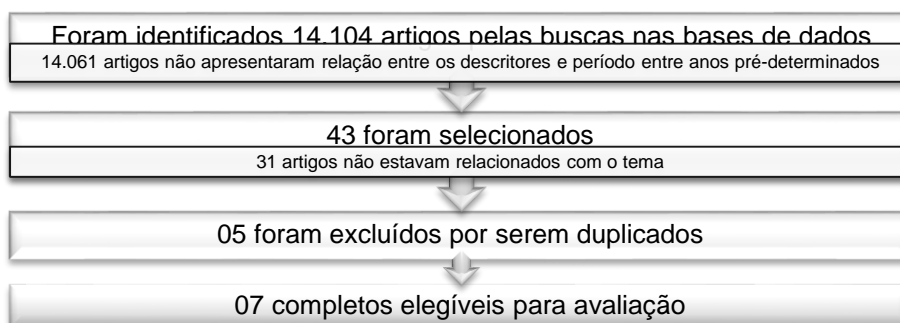 Foram identificados 14.104 artigos pelas buscas nas bases de dados
14.061 artigos não apresentaram relação entre os descritores e período entre anos pré-determinados
43 foram selecionados
31 artigos não estavam relacionados com o tema
05 foram excluídos por serem duplicados
07 completos elegíveis para avaliação